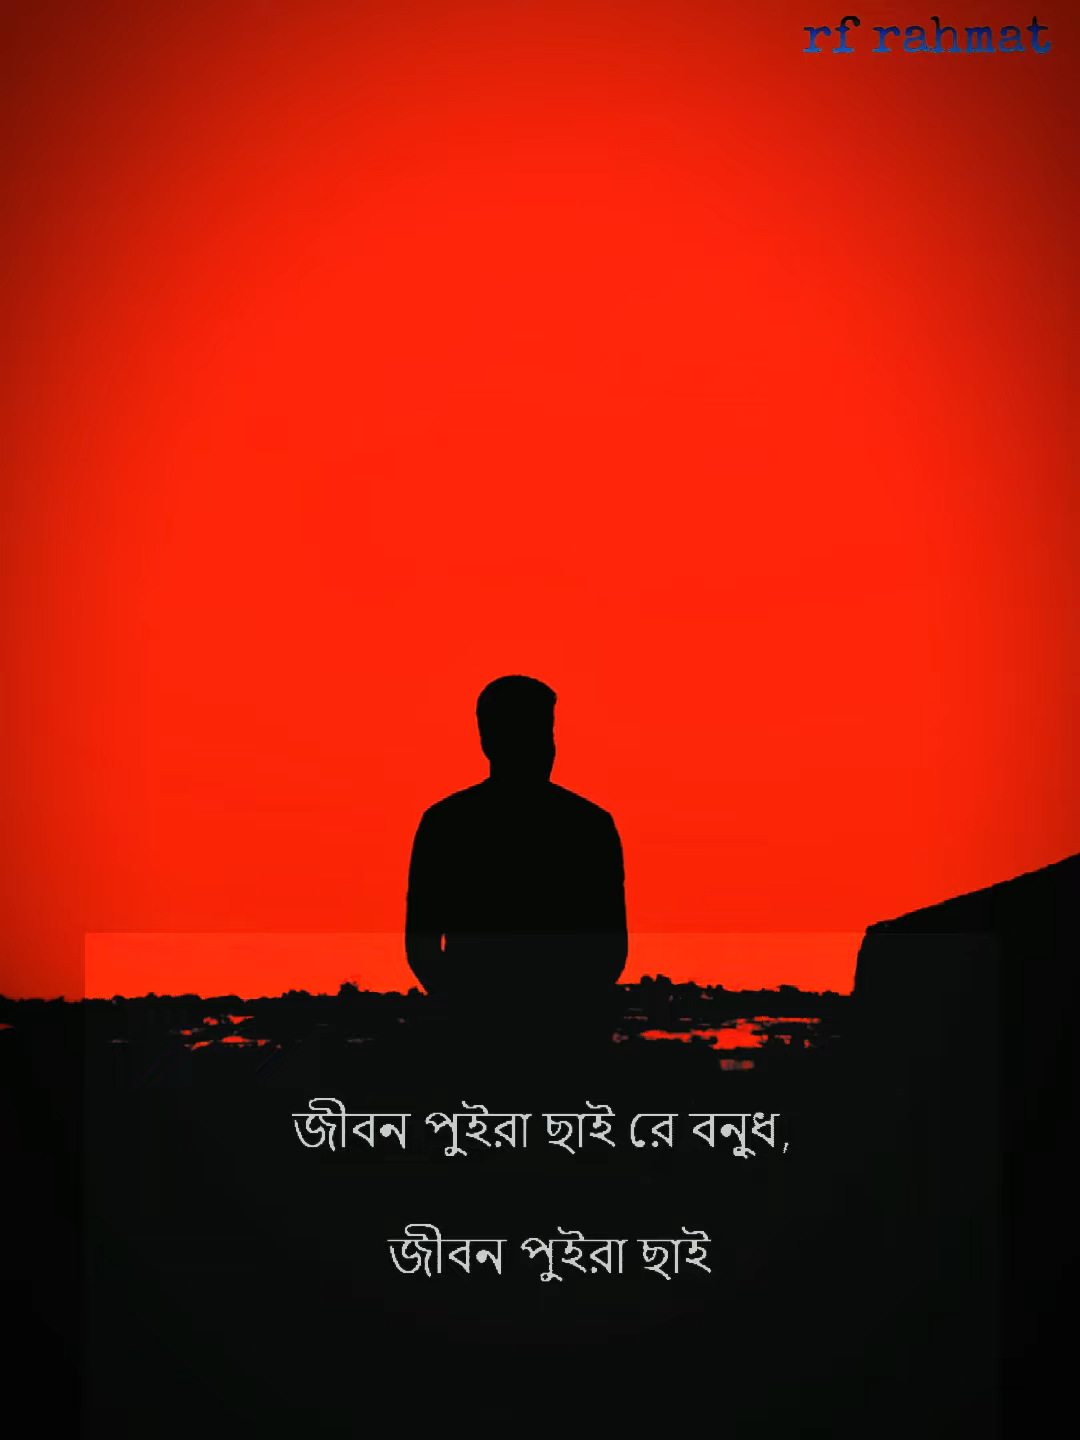 rf rahmat
জীবন পুইরা ছাই রে বনুধ,
জীবন পুইরা ছাই